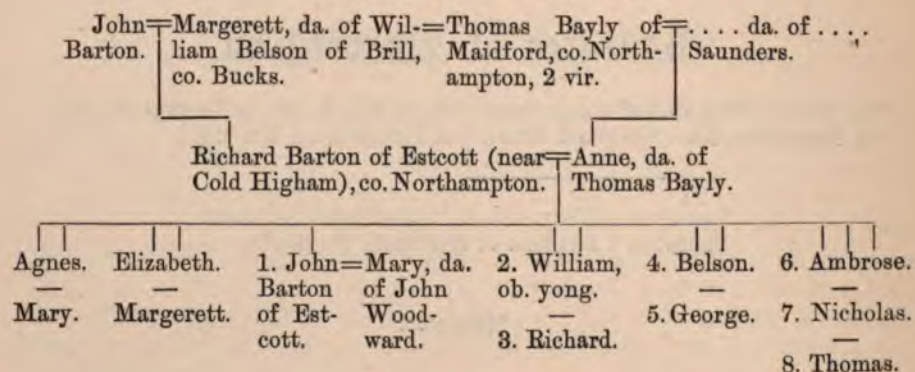 John=Margerett, da. of Wil-=Thomas Bayly of=. . . . da. of . . . .
Barton. liam Belson of Brill, Maidford, co. North- Saunders.
co. Bucks. ampton, 2 vir.
Richard Barton of Estcott (near=Anne, da. of
Cold Higham), co. Northampton. Thomas Bayly.
Agnes. Elizabeth. 1. John=Mary, da. 2. William, 4. Belson. 6. Ambrose.
— — Barton of John ob. yong. — —
Mary. Margerett. of Est- Wood- — 5. George. 7. Nicholas.
cott. ward. 3. Richard. —
8. Thomas.